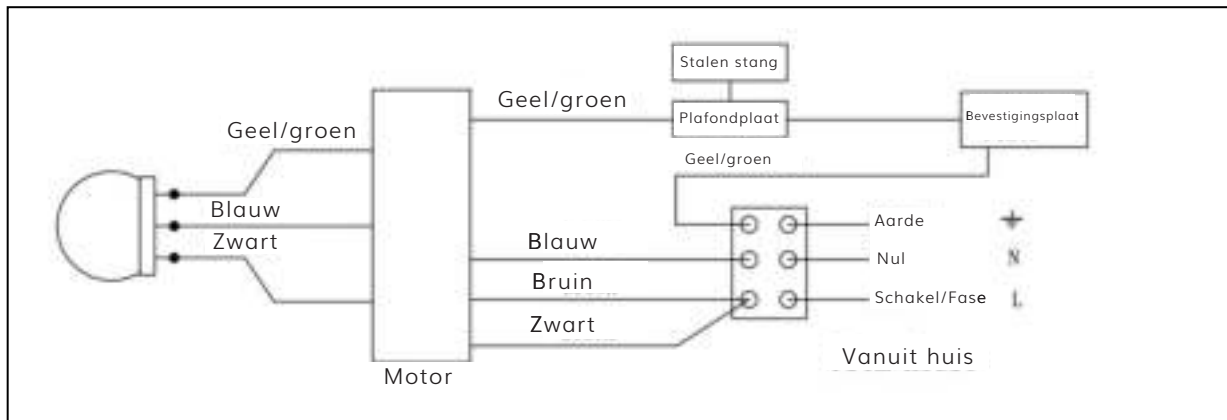 Stalen stang
Geel/groen
Plafondplaat
Bevestigingsplaat
Geel/groen
Geel/groen
Blauw
Aarde
Zwart
Blauw
Nul
N
Bruin
Schakel/Fase
L
Zwart
Vanuit huis
Motor